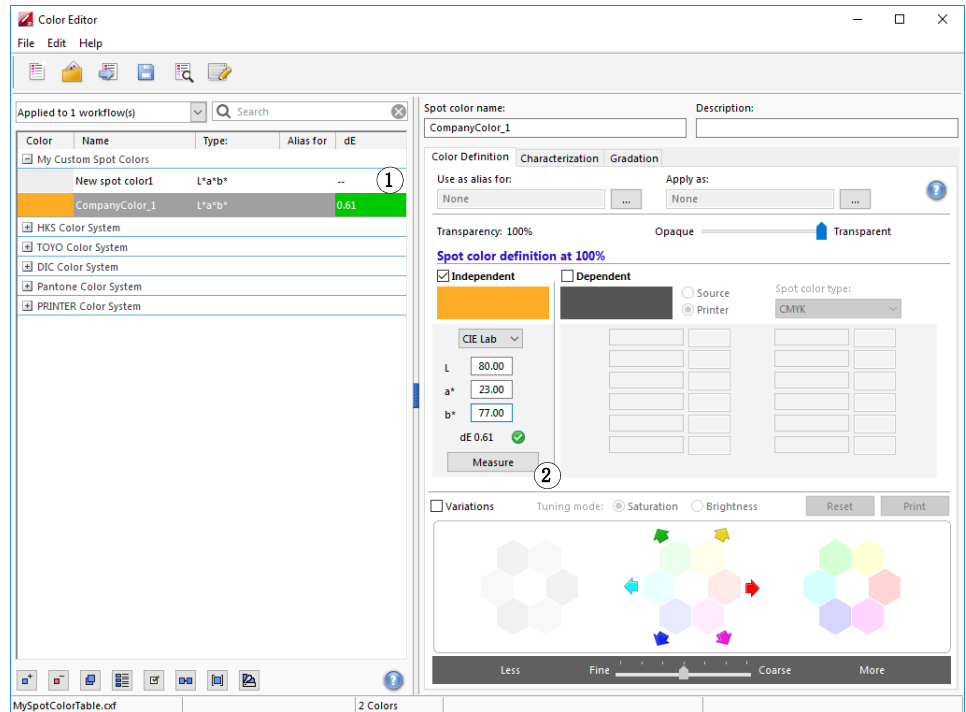 Color Editor
File Edit Help
Applied to 1 workflow(s) Search
Color Name Type: Alias for dE
My Custom Spot Colors
New spot color1 L*a*b* -- 1
CompanyColor_1 L*a*b* 0.61
HKS Color System
TOYO Color System
DIC Color System
Pantone Color System
PRINTER Color System
MySpotColorTable.cxf 2 Colors
Spot color name: Description:
CompanyColor_1
Color Definition Characterization Gradation
Use as alias for: Apply as:
None ... None ...
Transparency: 100% Opaque Transparent
Spot color definition at 100%
Independent Dependent
Source Spot color type:
Printer CMYK
CIE Lab
L 80.00
a* 23.00
b* 77.00
dE 0.61
Measure
2
Variations Tuning mode: Saturation Brightness Reset Print
Less Fine Coarse More